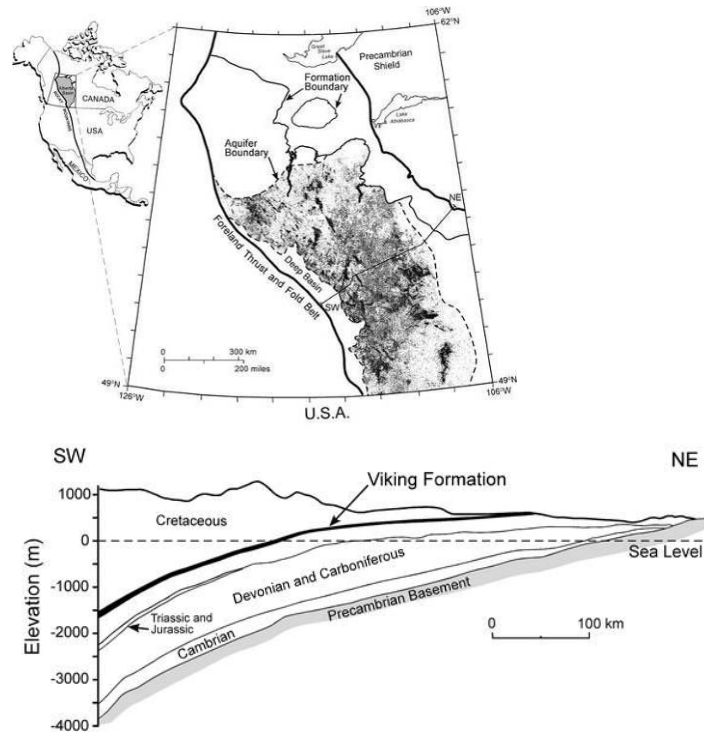 106°W
62°N
Great
Slave
Lake
Precambrian
Shield
Formation
Boundary
Alberta
Basin
CANADA
Lake
Athabasca
USA
Aquifer
Boundary
MEXICO
NE
Deep Basin
Foreland Thrust and Fold Belt
SW
0 300 km
0 200 miles
49°N
126°W
49°N
106°W
U.S.A.
SW
NE
Viking Formation
1000
Cretaceous
0
Sea Level
Devonian and Carboniferous
-1000
Triassic and
Jurassic
Precambrian Basement
0 100 km
-2000
Cambrian
-3000
-4000
Elevation (m)